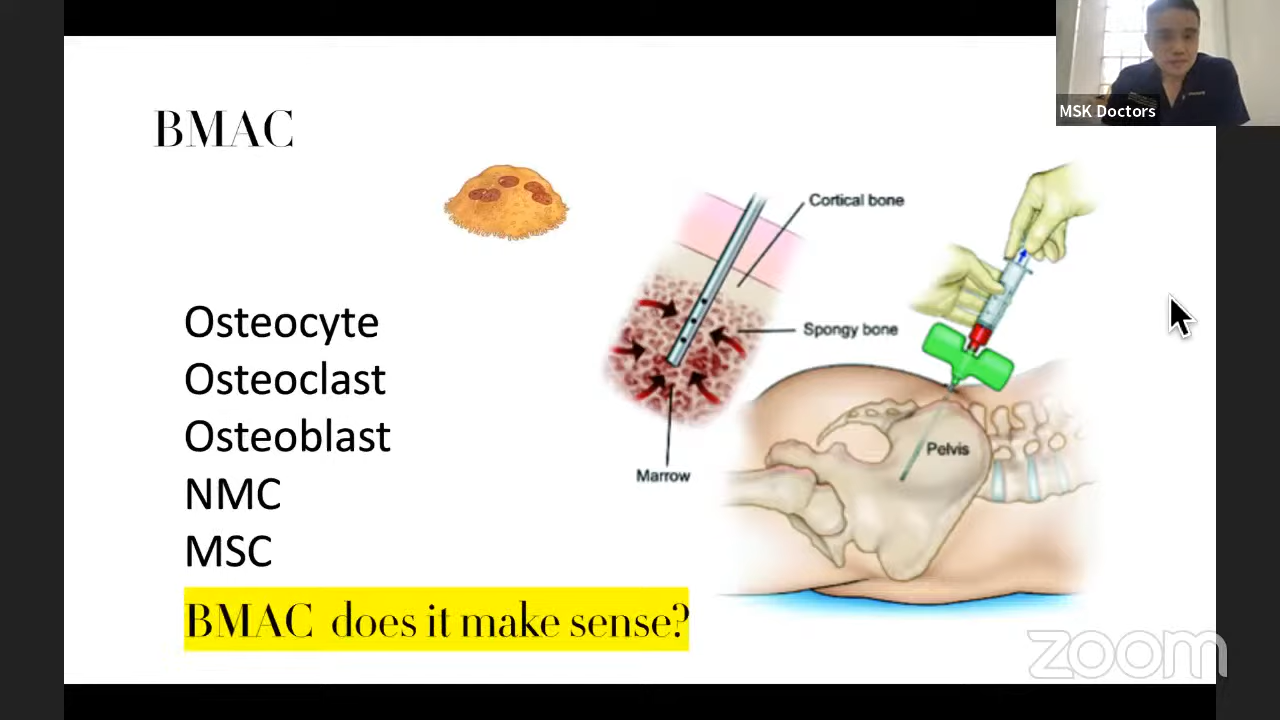 MSK Doctors
BMAC
Cortical bone
Spongy bone
Pelvis
Marrow
Osteocyte
Osteoclast
Osteoblast
NMC
MSC
BMAC does it make sense?
zoom